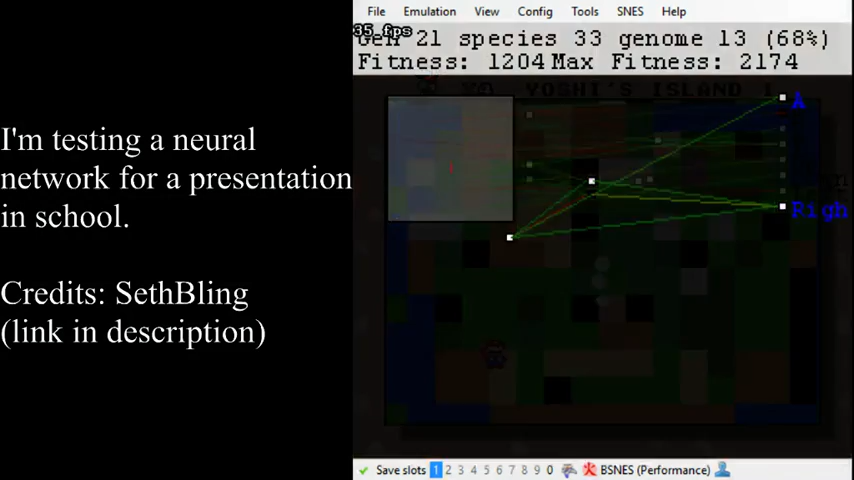 File Emulation View Config Tools SNES Help
35 fps
Gen 21 species 33 genome 13 (68%)
Fitness: 1204 Max Fitness: 2174
YOSHI'S ISLAND 1
A
Righ
I'm testing a neural
network for a presentation
in school.
Credits: SethBling
(link in description)
Save slots 1 2 3 4 5 6 7 8 9 0 BSNES (Performance)